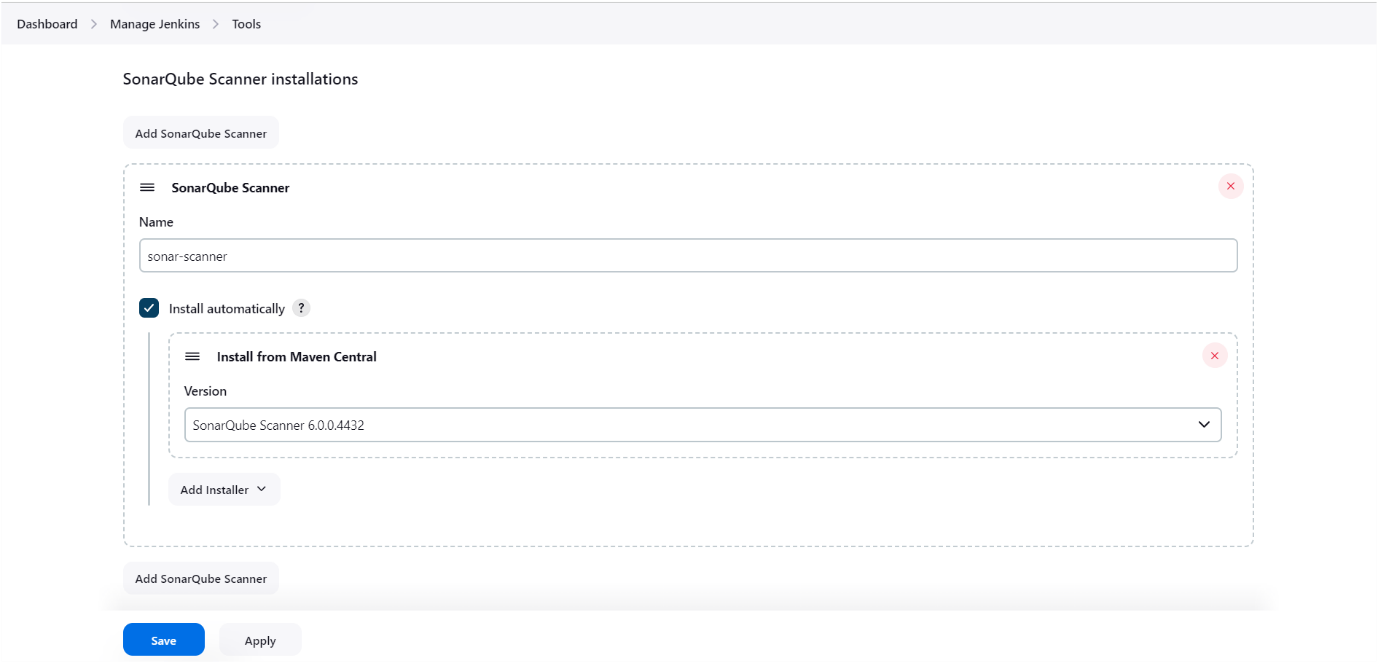 Dashboard > Manage Jenkins > Tools
SonarQube Scanner installations
Add SonarQube Scanner
SonarQube Scanner
Name
sonar-scanner
Install automatically ?
Install from Maven Central
Version
SonarQube Scanner 6.0.0.4432
Add Installer
Add SonarQube Scanner
Save Apply